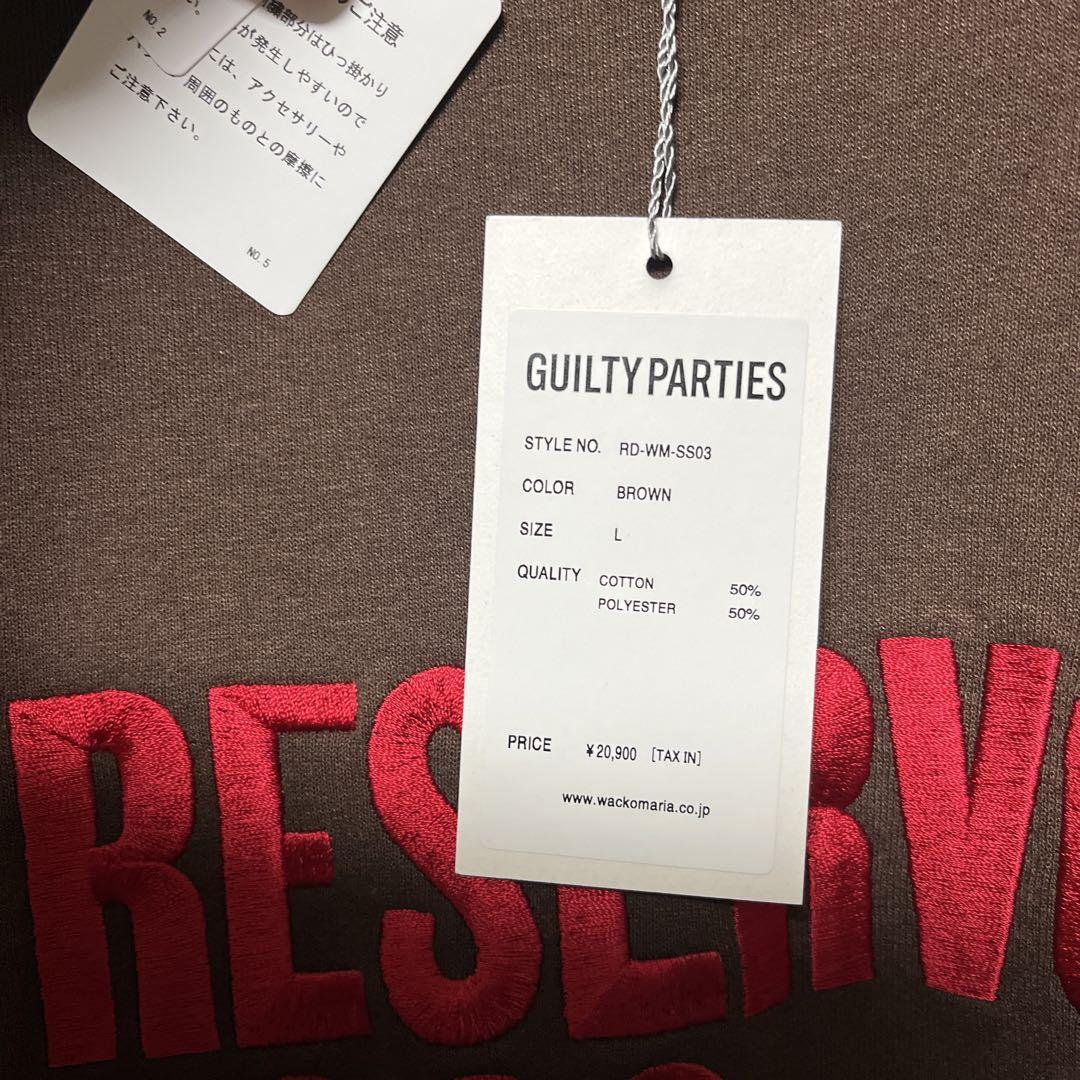 ご注意
い。
NO.2
部分はひっ掛かり
が発生しやすいので
は、アクセサリーや
周囲のものとの摩擦に
ご注意下さい。
NO.5
GUILTY PARTIES
STYLE NO. RD-WM-SS03
COLOR BROWN
SIZE L
QUALITY COTTON 50%
POLYESTER 50%
PRICE ¥20,900 [TAX IN]
www.wackomaria.co.jp
RESERVO